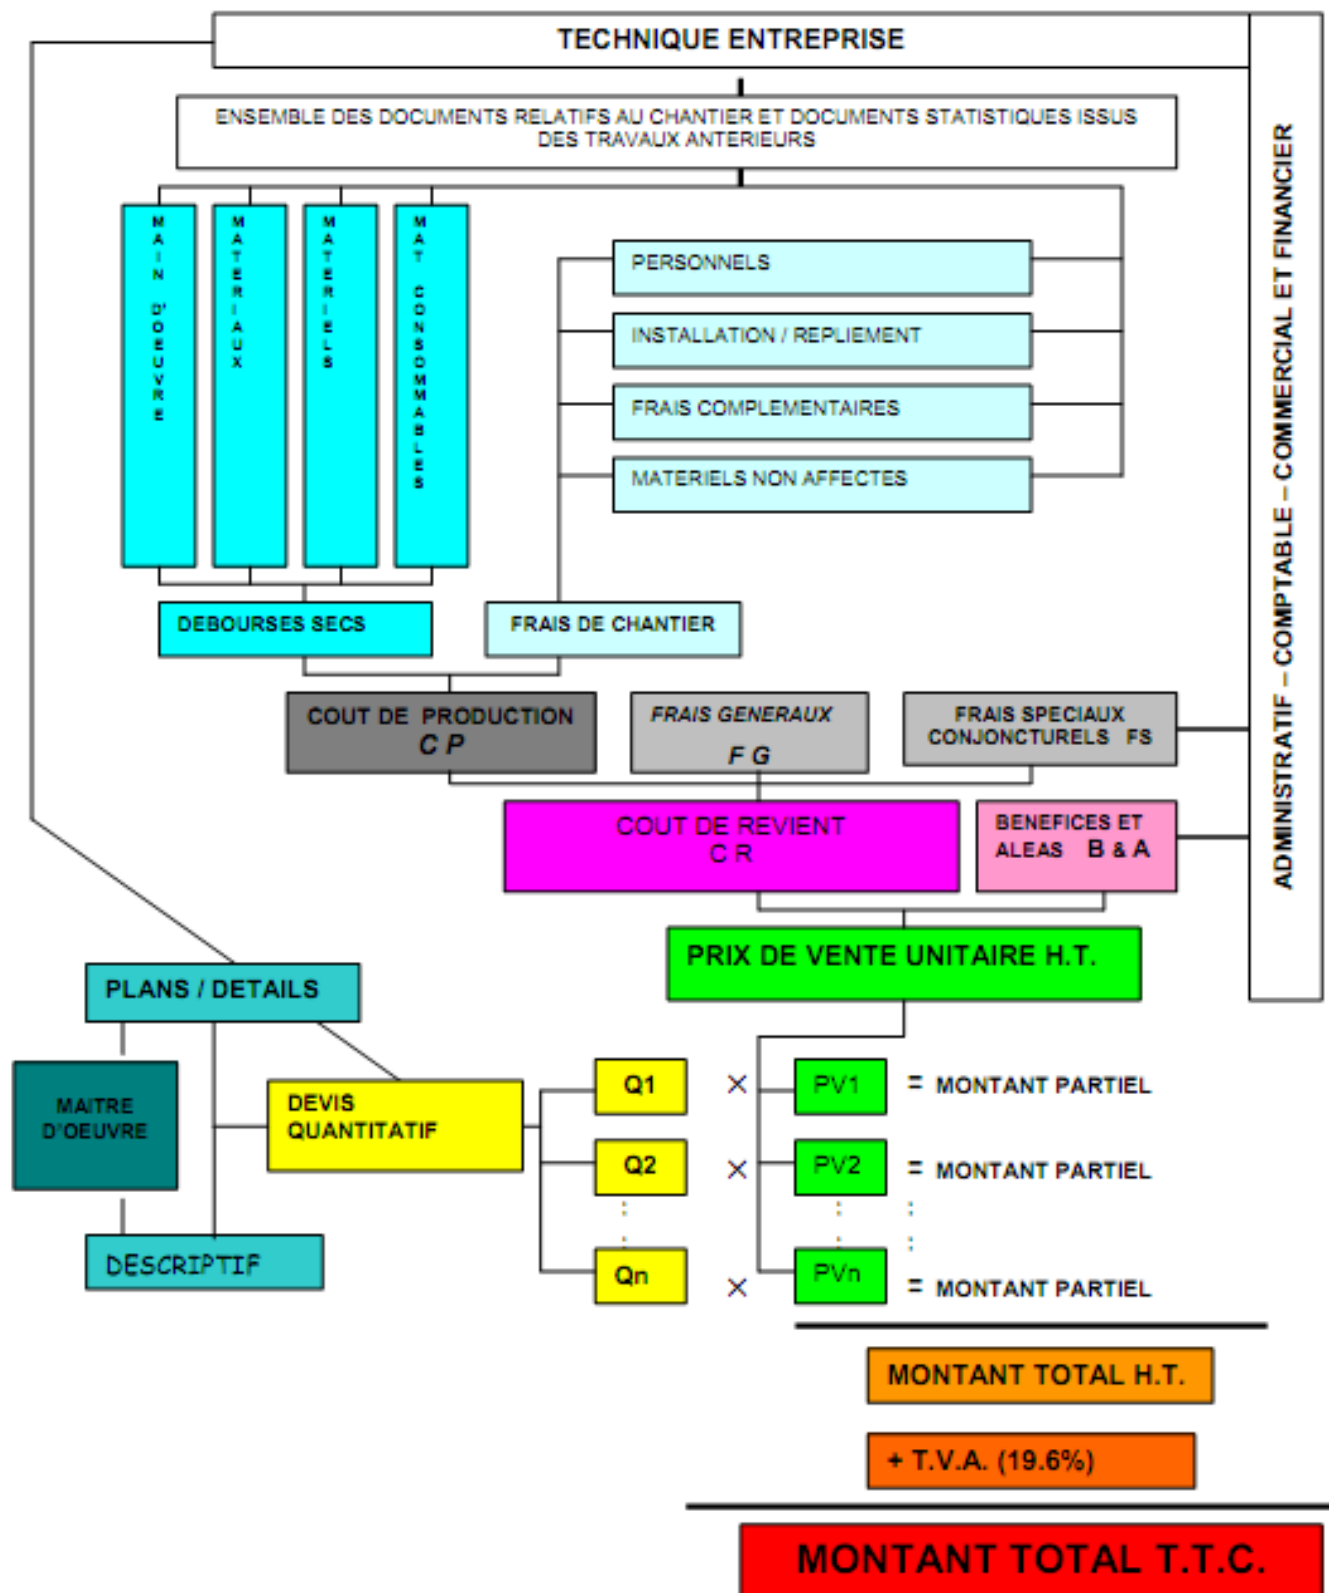 TECHNIQUE ENTREPRISE
ENSEMBLE DES DOCUMENTS RELATIFS AU CHANTIER ET DOCUMENTS STATISTIQUES ISSUS
DES TRAVAUX ANTERIEURS
ADMINISTRATIF – COMPTABLE – COMMERCIAL ET FINANCIER
MAIN D'OEUVRE
MATERIAUX
MATERIELS
MAT CONSOMMABLES
PERSONNELS
INSTALLATION / REPLIEMENT
FRAIS COMPLEMENTAIRES
MATERIELS NON AFFECTES
DEBOURSES SECS
FRAIS DE CHANTIER
COUT DE PRODUCTION
C P
FRAIS GENERAUX
F G
FRAIS SPECIAUX
CONJONCTURELS FS
COUT DE REVIENT
C R
BENEFICES ET
ALEAS B & A
PRIX DE VENTE UNITAIRE H.T.
PLANS / DETAILS
MAITRE
D'OEUVRE
DEVIS
QUANTITATIF
DESCRIPTIF
Q1 × PV1 = MONTANT PARTIEL
Q2 × PV2 = MONTANT PARTIEL
: : :
: : :
Qn × PVn = MONTANT PARTIEL
MONTANT TOTAL H.T.
+ T.V.A. (19.6%)
MONTANT TOTAL T.T.C.